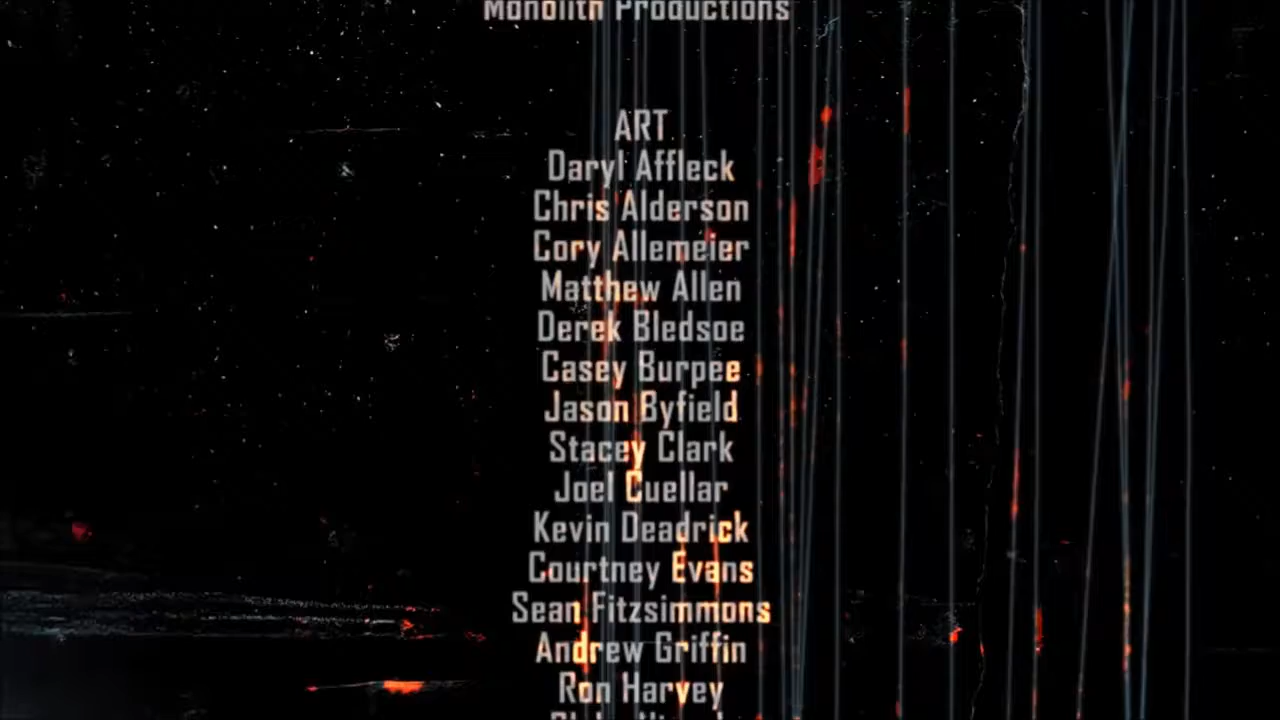 Monolith Productions
ART
Daryl Affleck
Chris Alderson
Cory Allemeier
Matthew Allen
Derek Bledsoe
Casey Burpee
Jason Byfield
Stacey Clark
Joel Cuellar
Kevin Deadrick
Courtney Evans
Sean Fitzsimmons
Andrew Griffin
Ron Harvey